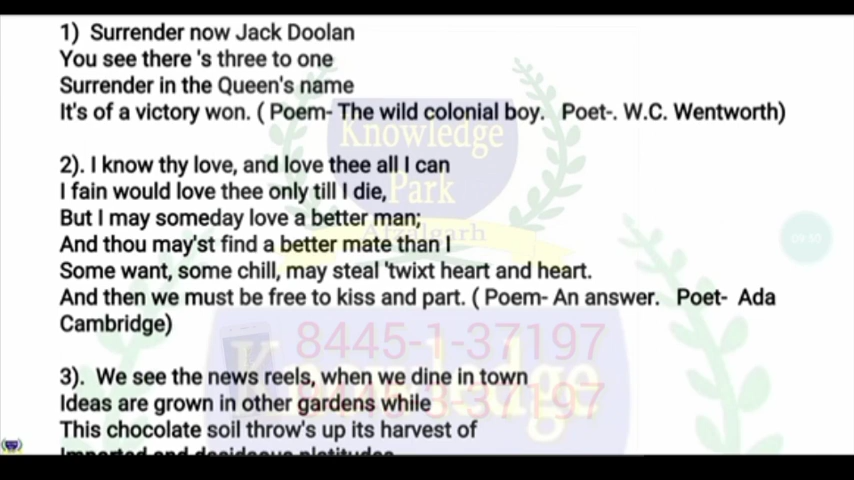 1) Surrender now Jack Doolan
You see there 's three to one
Surrender in the Queen's name
It's of a victory won. ( Poem- The wild colonial boy. Poet-. W.C. Wentworth)
2). I know thy love, and love thee all I can
I fain would love thee only till I die,
But I may someday love a better man;
And thou may'st find a better mate than I
Some want, some chill, may steal 'twixt heart and heart.
And then we must be free to kiss and part. ( Poem- An answer. Poet- Ada
Cambridge)
3). We see the news reels, when we dine in town
Ideas are grown in other gardens while
This chocolate soil throw's up its harvest of
Imported and deciduous platitudes
Knowledge
Park
Afzalgarh
8445-1-37197
Knowledge